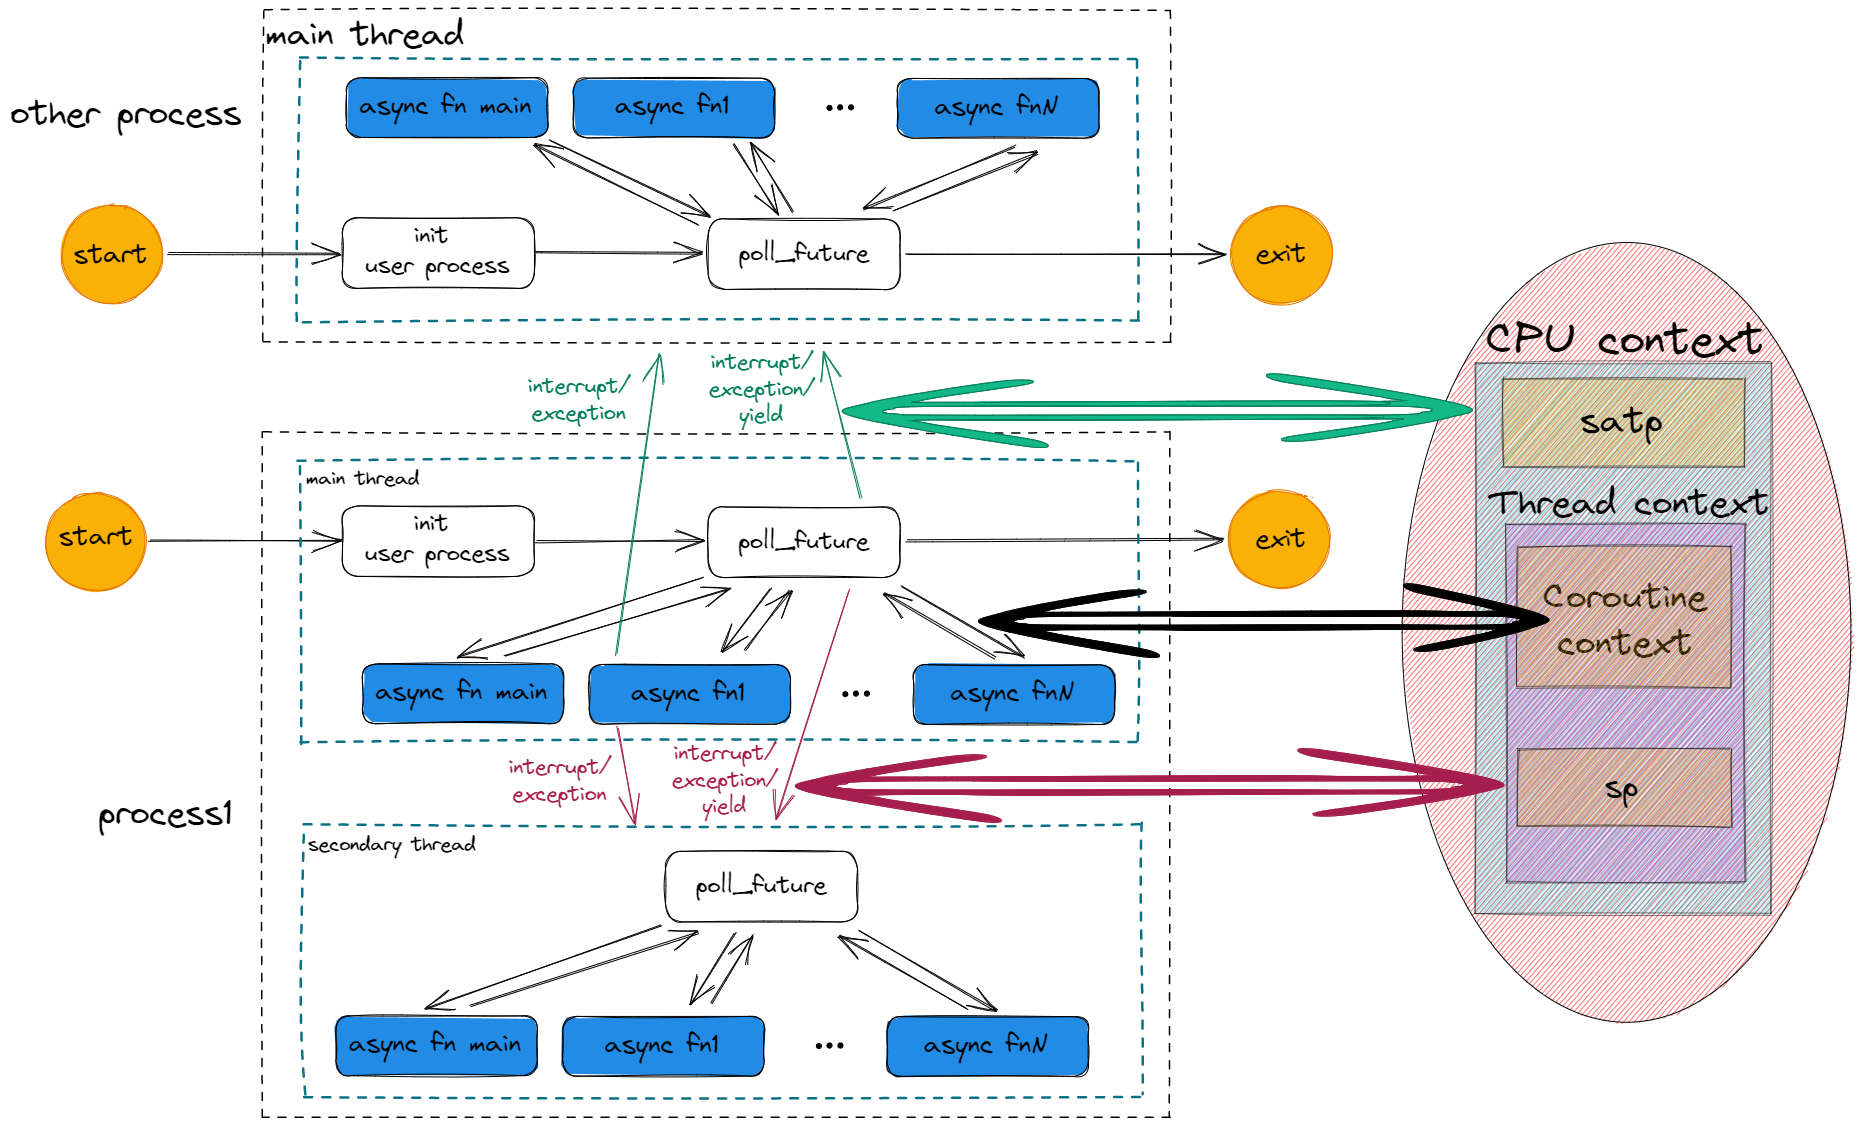 main thread
other process
async fn main
async fn1
...
async fnN
start
init
user process
poll_future
exit
interrupt/
exception
interrupt/
exception/
yield
CPU context
satp
Thread context
Coroutine
context
sp
main thread
start
init
user process
poll_future
exit
async fn main
async fn1
...
async fnN
interrupt/
exception
interrupt/
exception/
yield
process1
secondary thread
poll_future
async fn main
async fn1
...
async fnN